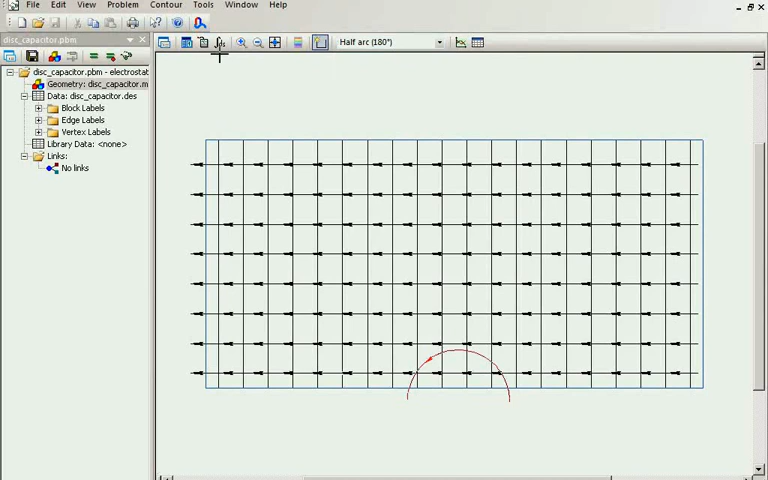 File Edit View Problem Contour Tools Window Help
disc_capacitor.pbm
Half arc (180°)
disc_capacitor.pbm - electrostat
Geometry: disc_capacitor.m
Data: disc_capacitor.des
Block Labels
Edge Labels
Vertex Labels
Library Data: <none>
Links:
No links